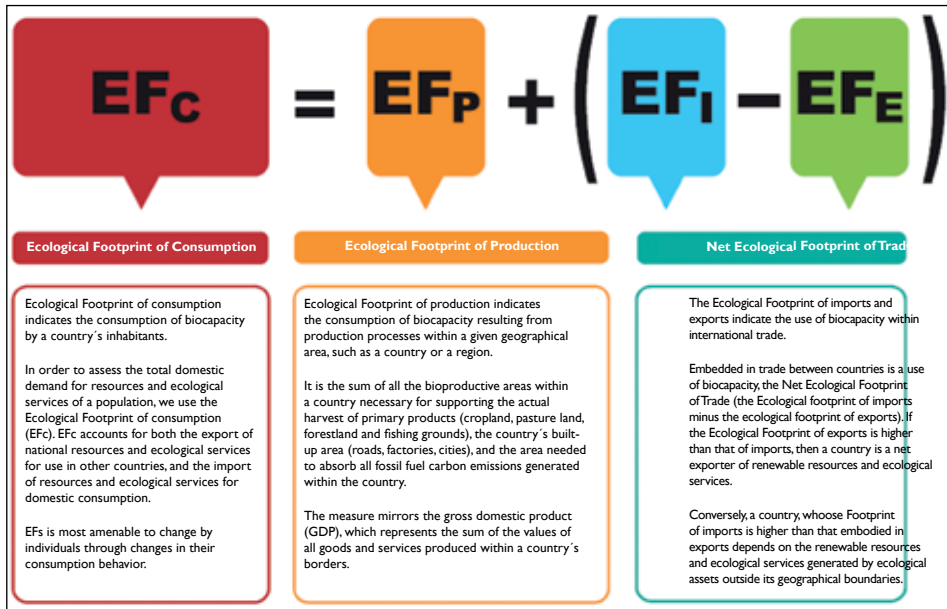 EFC = EFP + (EFI − EFE)
Ecological Footprint of Consumption
Ecological Footprint of consumption
indicates the consumption of biocapacity
by a country´s inhabitants.
In order to assess the total domestic
demand for resources and ecological
services of a population, we use the
Ecological Footprint of consumption
(EFc). EFc accounts for both the export of
national resources and ecological services
for use in other countries, and the import
of resources and ecological services for
domestic consumption.
EFs is most amenable to change by
individuals through changes in their
consumption behavior.
Ecological Footprint of Production
Ecological Footprint of production indicates
the consumption of biocapacity resulting from
production processes within a given geographical
area, such as a country or a region.
It is the sum of all the bioproductive areas within
a country necessary for supporting the actual
harvest of primary products (cropland, pasture land,
forestland and fishing grounds), the country´s built-
up area (roads, factories, cities), and the area needed
to absorb all fossil fuel carbon emissions generated
within the country.
The measure mirrors the gross domestic product
(GDP), which represents the sum of the values of
all goods and services produced within a country´s
borders.
Net Ecological Footprint of Trade
The Ecological Footprint of imports and
exports indicate the use of biocapacity within
international trade.
Embedded in trade between countries is a use
of biocapacity, the Net Ecological Footprint
of Trade (the Ecological footprint of imports
minus the ecological footprint of exports). If
the Ecological Footprint of exports is higher
than that of imports, then a country is a net
exporter of renewable resources and ecological
services.
Conversely, a country, whoose Footprint
of imports is higher than that embodied in
exports depends on the renewable resources
and ecological services generated by ecological
assets outside its geographical boundaries.